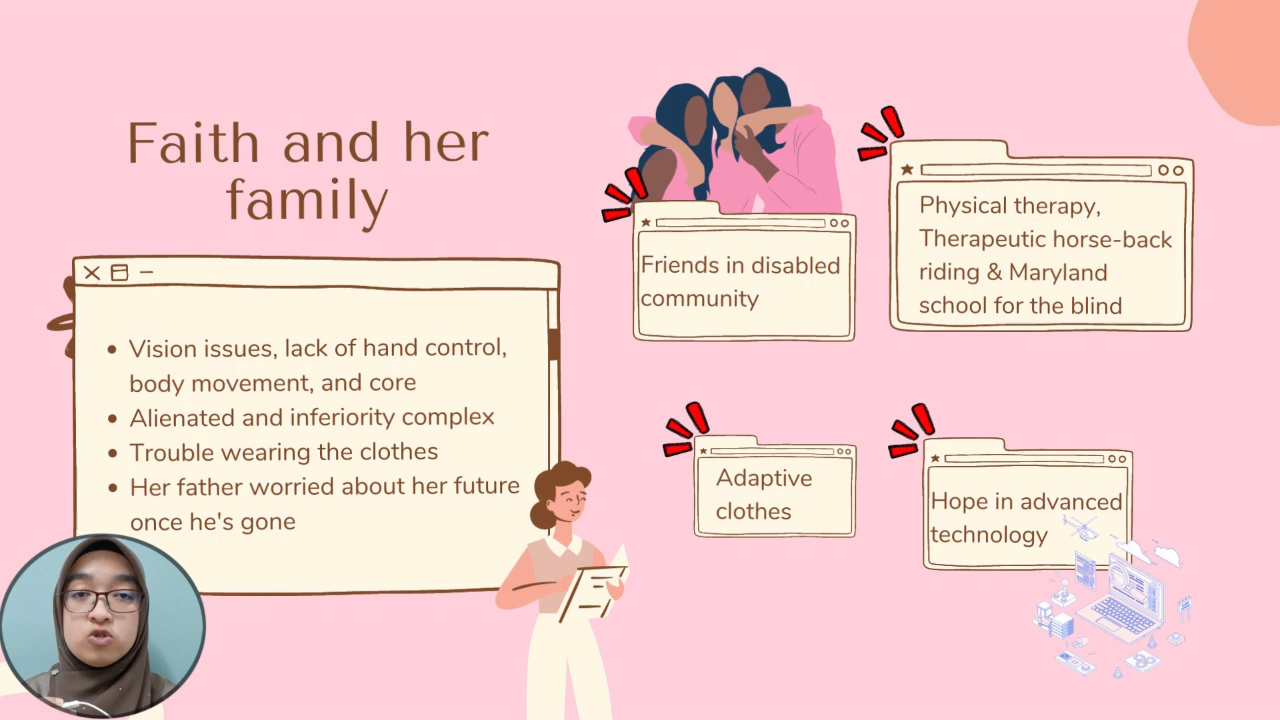 Faith and her
family
Vision issues, lack of hand control,
body movement, and core
Alienated and inferiority complex
Trouble wearing the clothes
Her father worried about her future
once he's gone
Friends in disabled
community
Physical therapy,
Therapeutic horse-back
riding & Maryland
school for the blind
Adaptive
clothes
Hope in advanced
technology